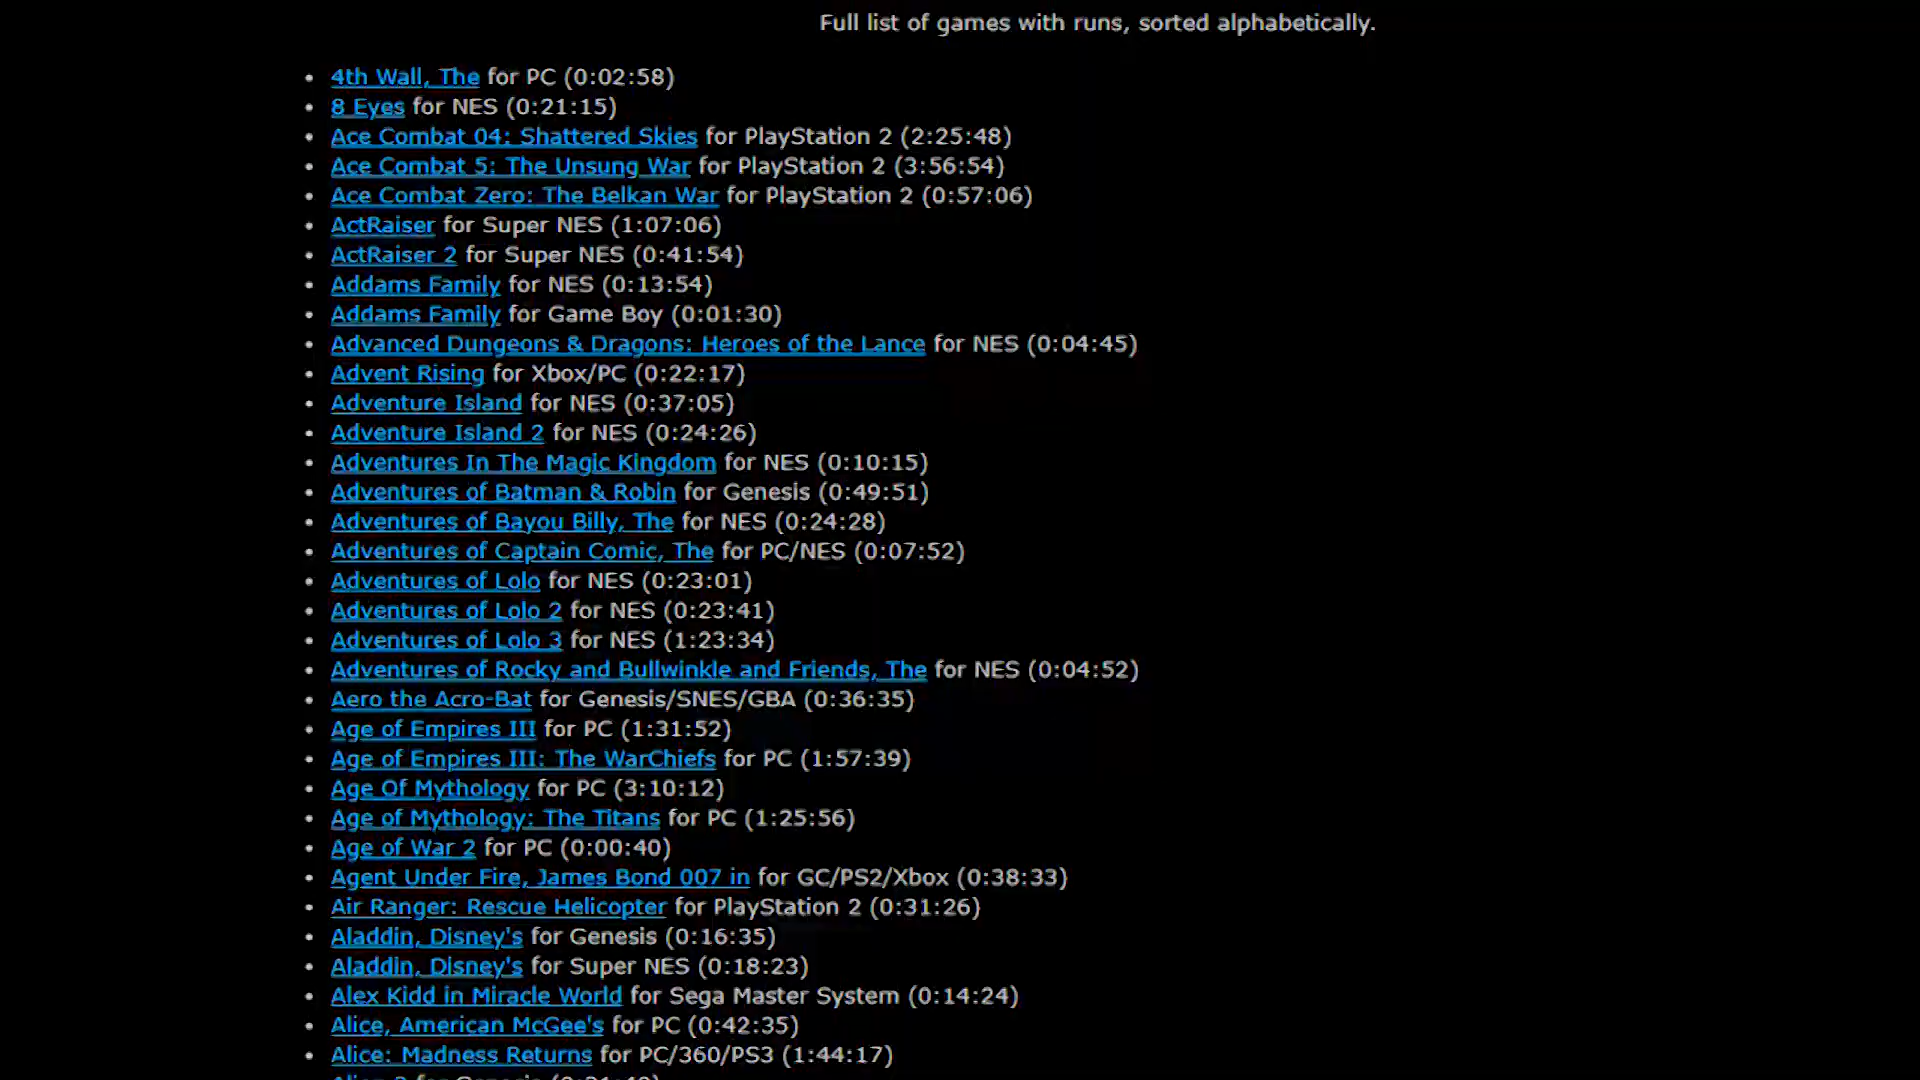 Full list of games with runs, sorted alphabetically.
• 4th Wall, The for PC (0:02:58)
• 8 Eyes for NES (0:21:15)
• Ace Combat 04: Shattered Skies for PlayStation 2 (2:25:48)
• Ace Combat 5: The Unsung War for PlayStation 2 (3:56:54)
• Ace Combat Zero: The Belkan War for PlayStation 2 (0:57:06)
• ActRaiser for Super NES (1:07:06)
• ActRaiser 2 for Super NES (0:41:54)
• Addams Family for NES (0:13:54)
• Addams Family for Game Boy (0:01:30)
• Advanced Dungeons & Dragons: Heroes of the Lance for NES (0:04:45)
• Advent Rising for Xbox/PC (0:22:17)
• Adventure Island for NES (0:37:05)
• Adventure Island 2 for NES (0:24:26)
• Adventures In The Magic Kingdom for NES (0:10:15)
• Adventures of Batman & Robin for Genesis (0:49:51)
• Adventures of Bayou Billy, The for NES (0:24:28)
• Adventures of Captain Comic, The for PC/NES (0:07:52)
• Adventures of Lolo for NES (0:23:01)
• Adventures of Lolo 2 for NES (0:23:41)
• Adventures of Lolo 3 for NES (1:23:34)
• Adventures of Rocky and Bullwinkle and Friends, The for NES (0:04:52)
• Aero the Acro-Bat for Genesis/SNES/GBA (0:36:35)
• Age of Empires III for PC (1:31:52)
• Age of Empires III: The WarChiefs for PC (1:57:39)
• Age Of Mythology for PC (3:10:12)
• Age of Mythology: The Titans for PC (1:25:56)
• Age of War 2 for PC (0:00:40)
• Agent Under Fire, James Bond 007 in for GC/PS2/Xbox (0:38:33)
• Air Ranger: Rescue Helicopter for PlayStation 2 (0:31:26)
• Aladdin, Disney's for Genesis (0:16:35)
• Aladdin, Disney's for Super NES (0:18:23)
• Alex Kidd in Miracle World for Sega Master System (0:14:24)
• Alice, American McGee's for PC (0:42:35)
• Alice: Madness Returns for PC/360/PS3 (1:44:17)